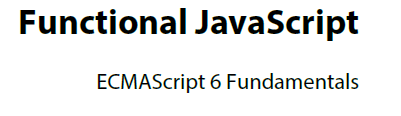 Functional JavaScript
ECMAScript 6 Fundamentals